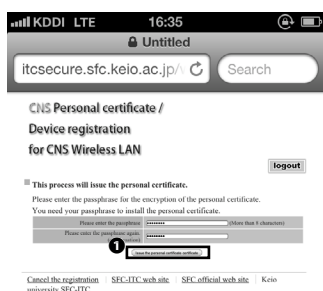 KDDI LTE 16:35
Untitled
itcsecure.sfc.keio.ac.jp/ Search
CNS Personal certificate /
Device registration
for CNS Wireless LAN
logout
This process will issue the personal certificate.
Please enter the passphrase for the encryption of the personal certificate.
You need your passphrase to install the personal certificate.
Please enter the passphrase (More than 8 characters)
Please enter the passphrase again.
1
Issue the personal certificate
Cancel the registration SFC-ITC web site SFC official web site Keio
university SFC-ITC